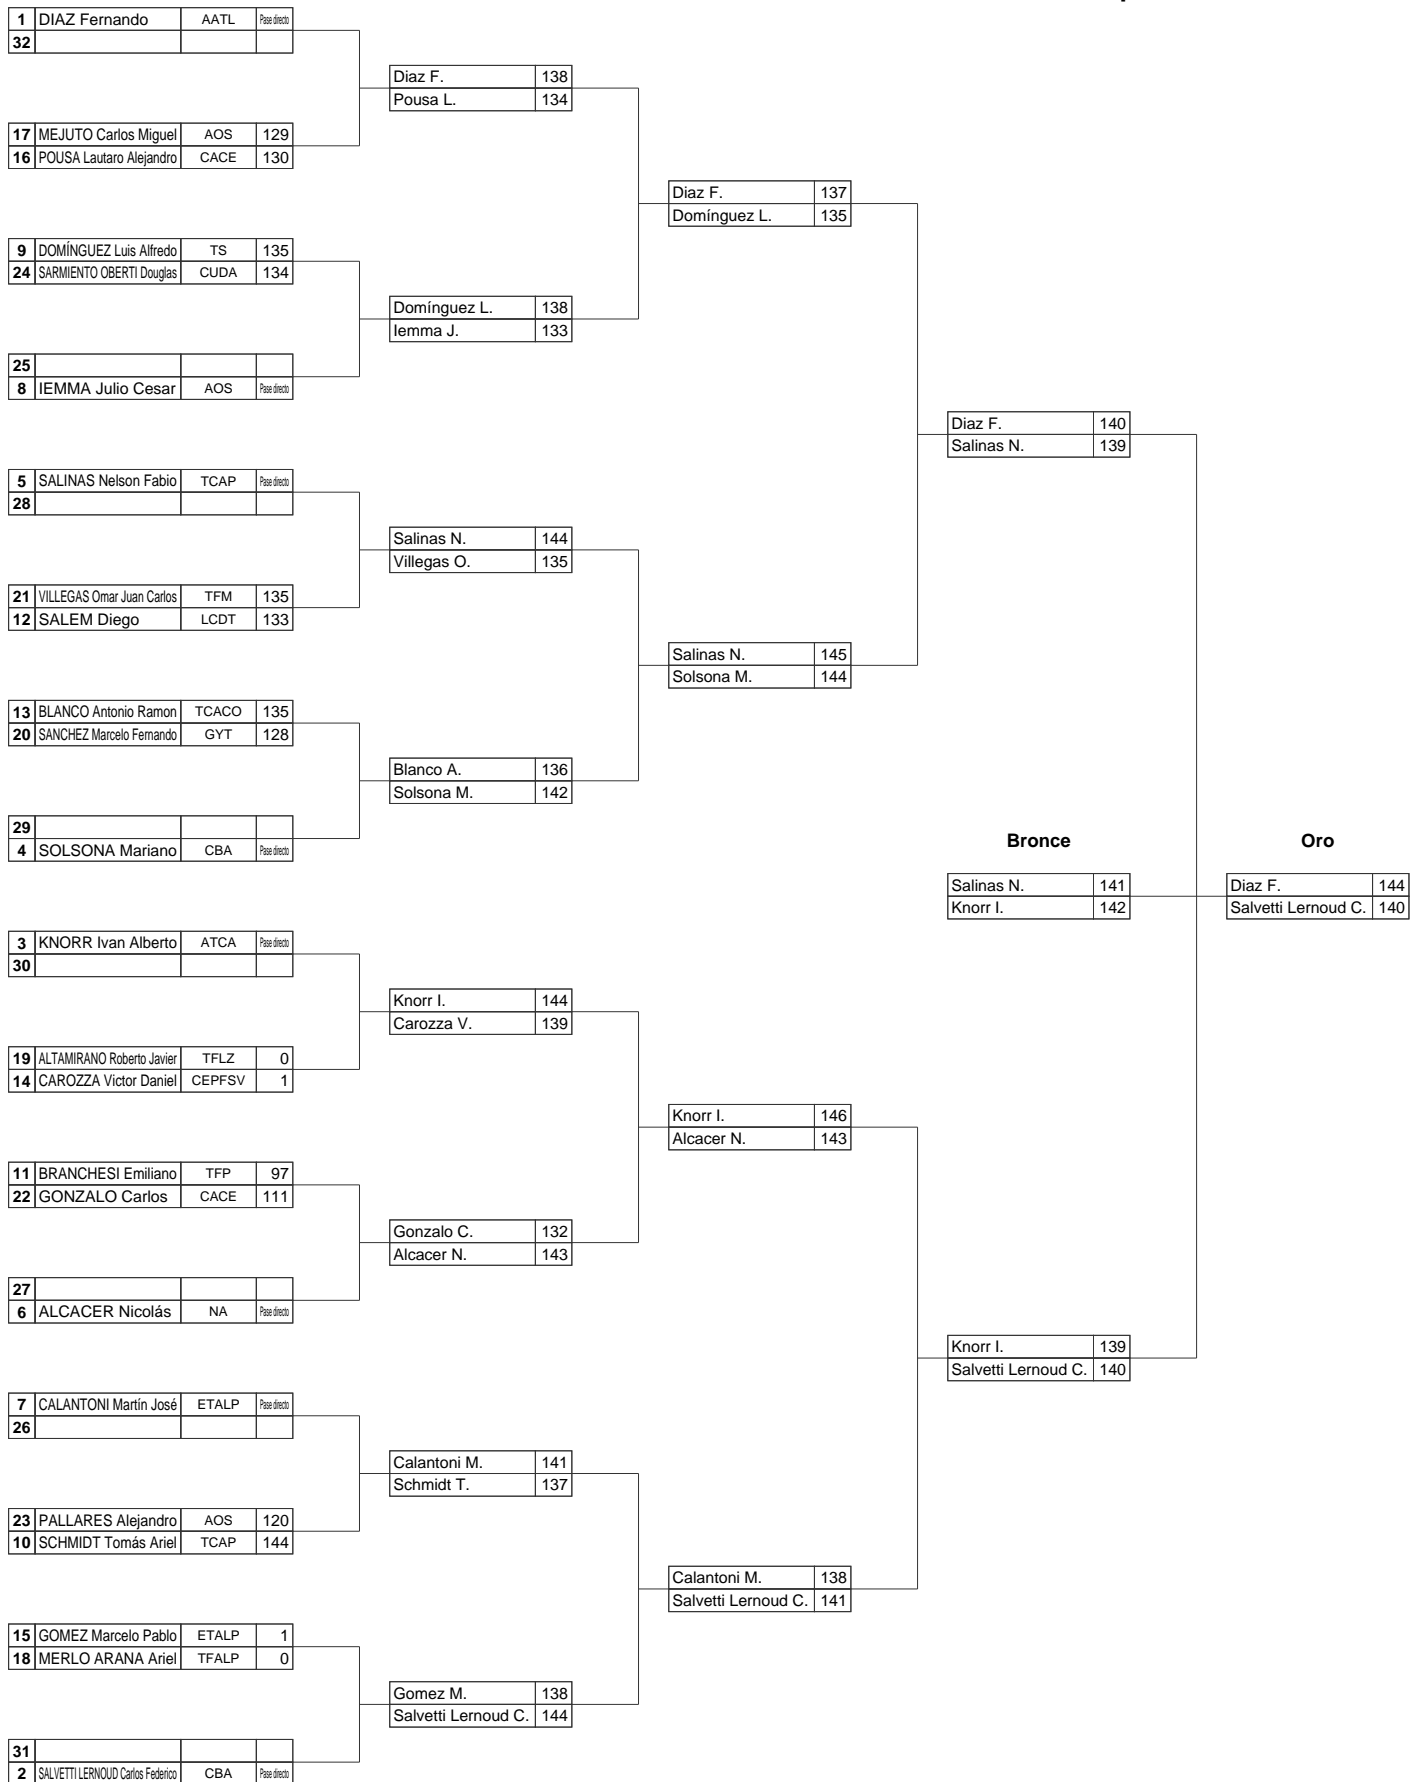 1 DIAZ Fernando AATL Pase directo
32
Diaz F. 138
Pousa L. 134
17 MEJUTO Carlos Miguel AOS 129
16 POUSA Lautaro Alejandro CACE 130
Diaz F. 137
Domínguez L. 135
9 DOMÍNGUEZ Luis Alfredo TS 135
24 SARMIENTO OBERTI Douglas CUDA 134
Domínguez L. 138
Iemma J. 133
25
8 IEMMA Julio Cesar AOS Pase directo
Diaz F. 140
Salinas N. 139
5 SALINAS Nelson Fabio TCAP Pase directo
28
Salinas N. 144
Villegas O. 135
21 VILLEGAS Omar Juan Carlos TFM 135
12 SALEM Diego LCDT 133
Salinas N. 145
Solsona M. 144
13 BLANCO Antonio Ramon TCACO 135
20 SANCHEZ Marcelo Fernando GYT 128
Blanco A. 136
Solsona M. 142
29
4 SOLSONA Mariano CBA Pase directo
Bronce Oro
Salinas N. 141 Diaz F. 144
Knorr I. 142 Salvetti Lernoud C. 140
3 KNORR Ivan Alberto ATCA Pase directo
30
Knorr I. 144
Carozza V. 139
19 ALTAMIRANO Roberto Javier TFLZ 0
14 CAROZZA Victor Daniel CEPFSV 1
Knorr I. 146
Alcacer N. 143
11 BRANCHESI Emiliano TFP 97
22 GONZALO Carlos CACE 111
Gonzalo C. 132
Alcacer N. 143
27
6 ALCACER Nicolás NA Pase directo
Knorr I. 139
Salvetti Lernoud C. 140
7 CALANTONI Martín José ETALP Pase directo
26
Calantoni M. 141
Schmidt T. 137
23 PALLARES Alejandro AOS 120
10 SCHMIDT Tomás Ariel TCAP 144
Calantoni M. 138
Salvetti Lernoud C. 141
15 GOMEZ Marcelo Pablo ETALP 1
18 MERLO ARANA Ariel TFALP 0
Gomez M. 138
Salvetti Lernoud C. 144
31
2 SALVETTI LERNOUD Carlos Federico CBA Pase directo